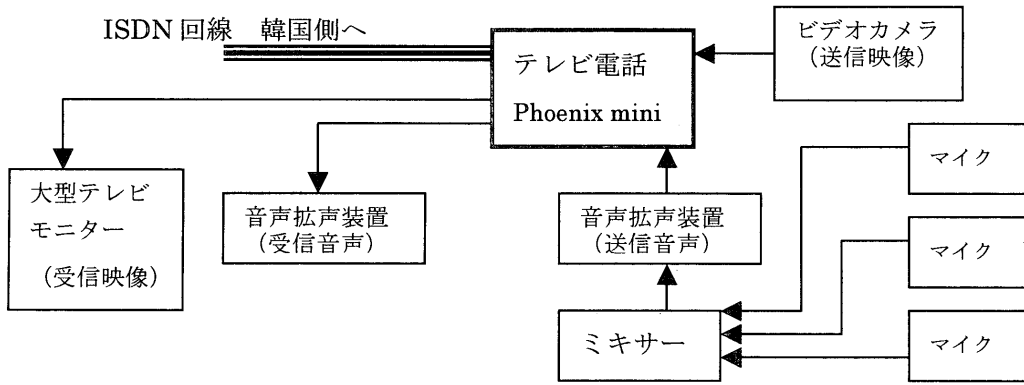 ISDN 回線　韓国側へ
テレビ電話
Phoenix mini
ビデオカメラ
（送信映像）
大型テレビ
モニター
（受信映像）
音声拡声装置
（受信音声）
音声拡声装置
（送信音声）
ミキサー
マイク
マイク
マイク